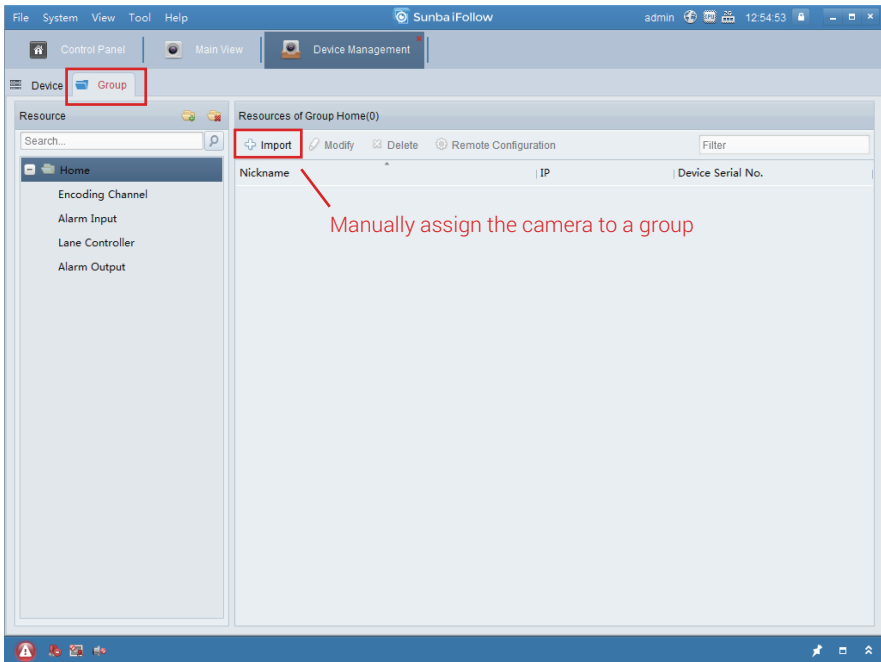 File System View Tool Help Sunba iFollow admin 12:54:53
Control Panel Main View Device Management
Device Group
Resource Resources of Group Home(0)
Search... Import Modify Delete Remote Configuration Filter
Home Nickname IP Device Serial No.
Encoding Channel
Alarm Input
Manually assign the camera to a group
Lane Controller
Alarm Output